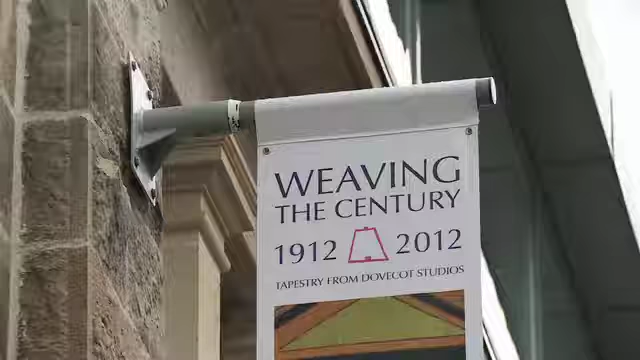 WEAVING
THE CENTURY
1912 2012
TAPESTRY FROM DOVECOT STUDIOS